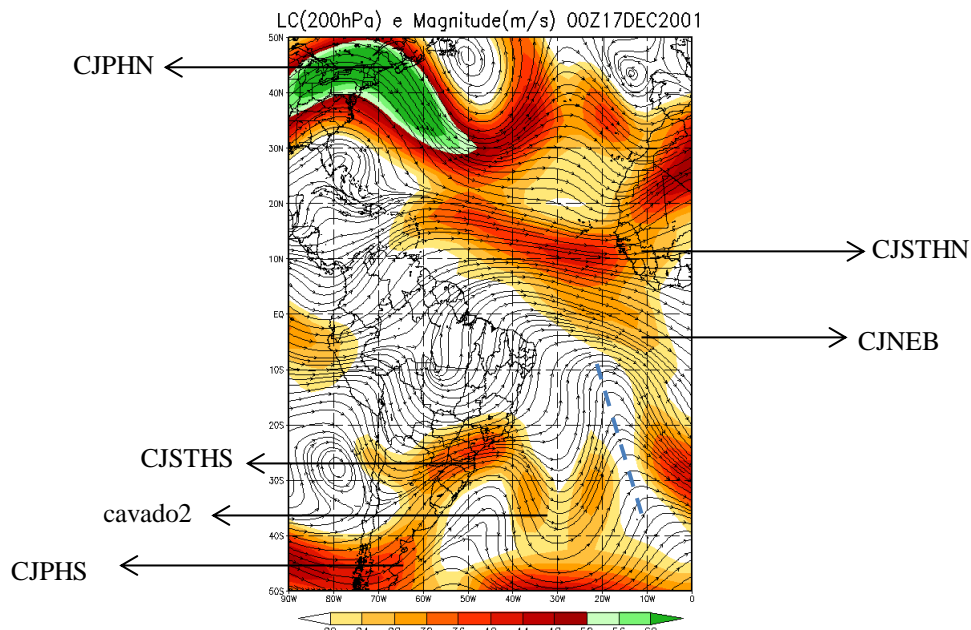 LC(200hPa) e Magnitude(m/s) 00Z17DEC2001
50N
CJPHN
40N
30N
20N
CJSTHN
10N
EQ
CJNEB
10S
20S
CJSTHS
30S
cavado2
40S
CJPHS
50S
90W 80W 70W 60W 50W 40W 30W 20W 10W 0